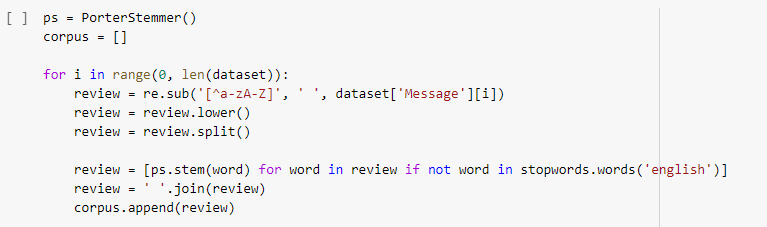 [ ] ps = PorterStemmer()
corpus = []
for i in range(0, len(dataset)):
review = re.sub('[^a-zA-Z]', ' ', dataset['Message'][i])
review = review.lower()
review = review.split()
review = [ps.stem(word) for word in review if not word in stopwords.words('english')]
review = ' '.join(review)
corpus.append(review)